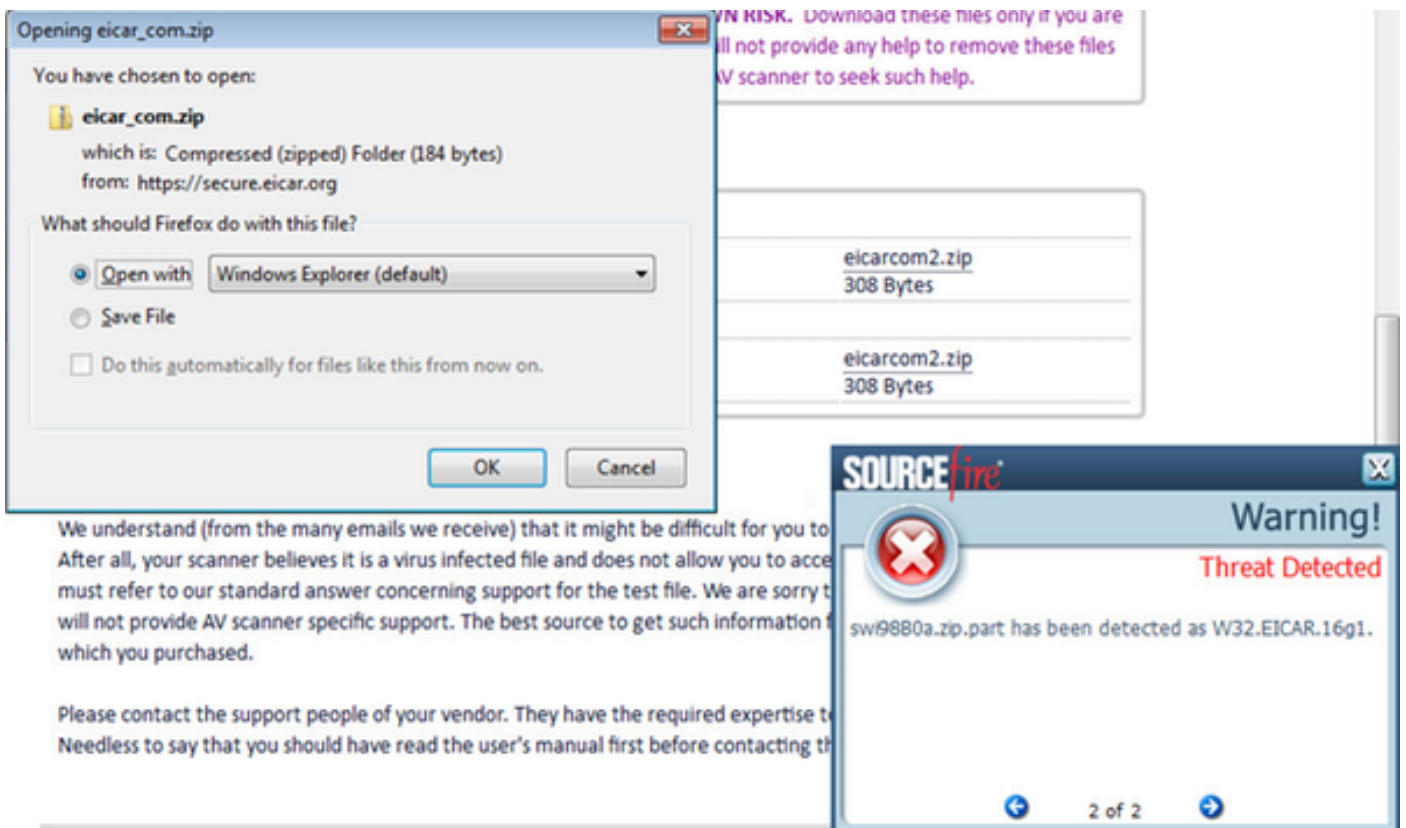 Opening eicar_com.zip
You have chosen to open:
eicar_com.zip
which is: Compressed (zipped) Folder (184 bytes)
from: https://secure.eicar.org
What should Firefox do with this file?
Open with
Windows Explorer (default)
Save File
Do this automatically for files like this from now on.
OK
Cancel
WN RISK. Download these files only if you are
ll not provide any help to remove these files
AV scanner to seek such help.
eicarcom2.zip
308 Bytes
eicarcom2.zip
308 Bytes
We understand (from the many emails we receive) that it might be difficult for you to
After all, your scanner believes it is a virus infected file and does not allow you to acce
must refer to our standard answer concerning support for the test file. We are sorry t
will not provide AV scanner specific support. The best source to get such information f
which you purchased.
Please contact the support people of your vendor. They have the required expertise t
Needless to say that you should have read the user's manual first before contacting th
SOURCEfire
Warning!
Threat Detected
swi9880a.zip.part has been detected as W32.EICAR.16g1.
2 of 2